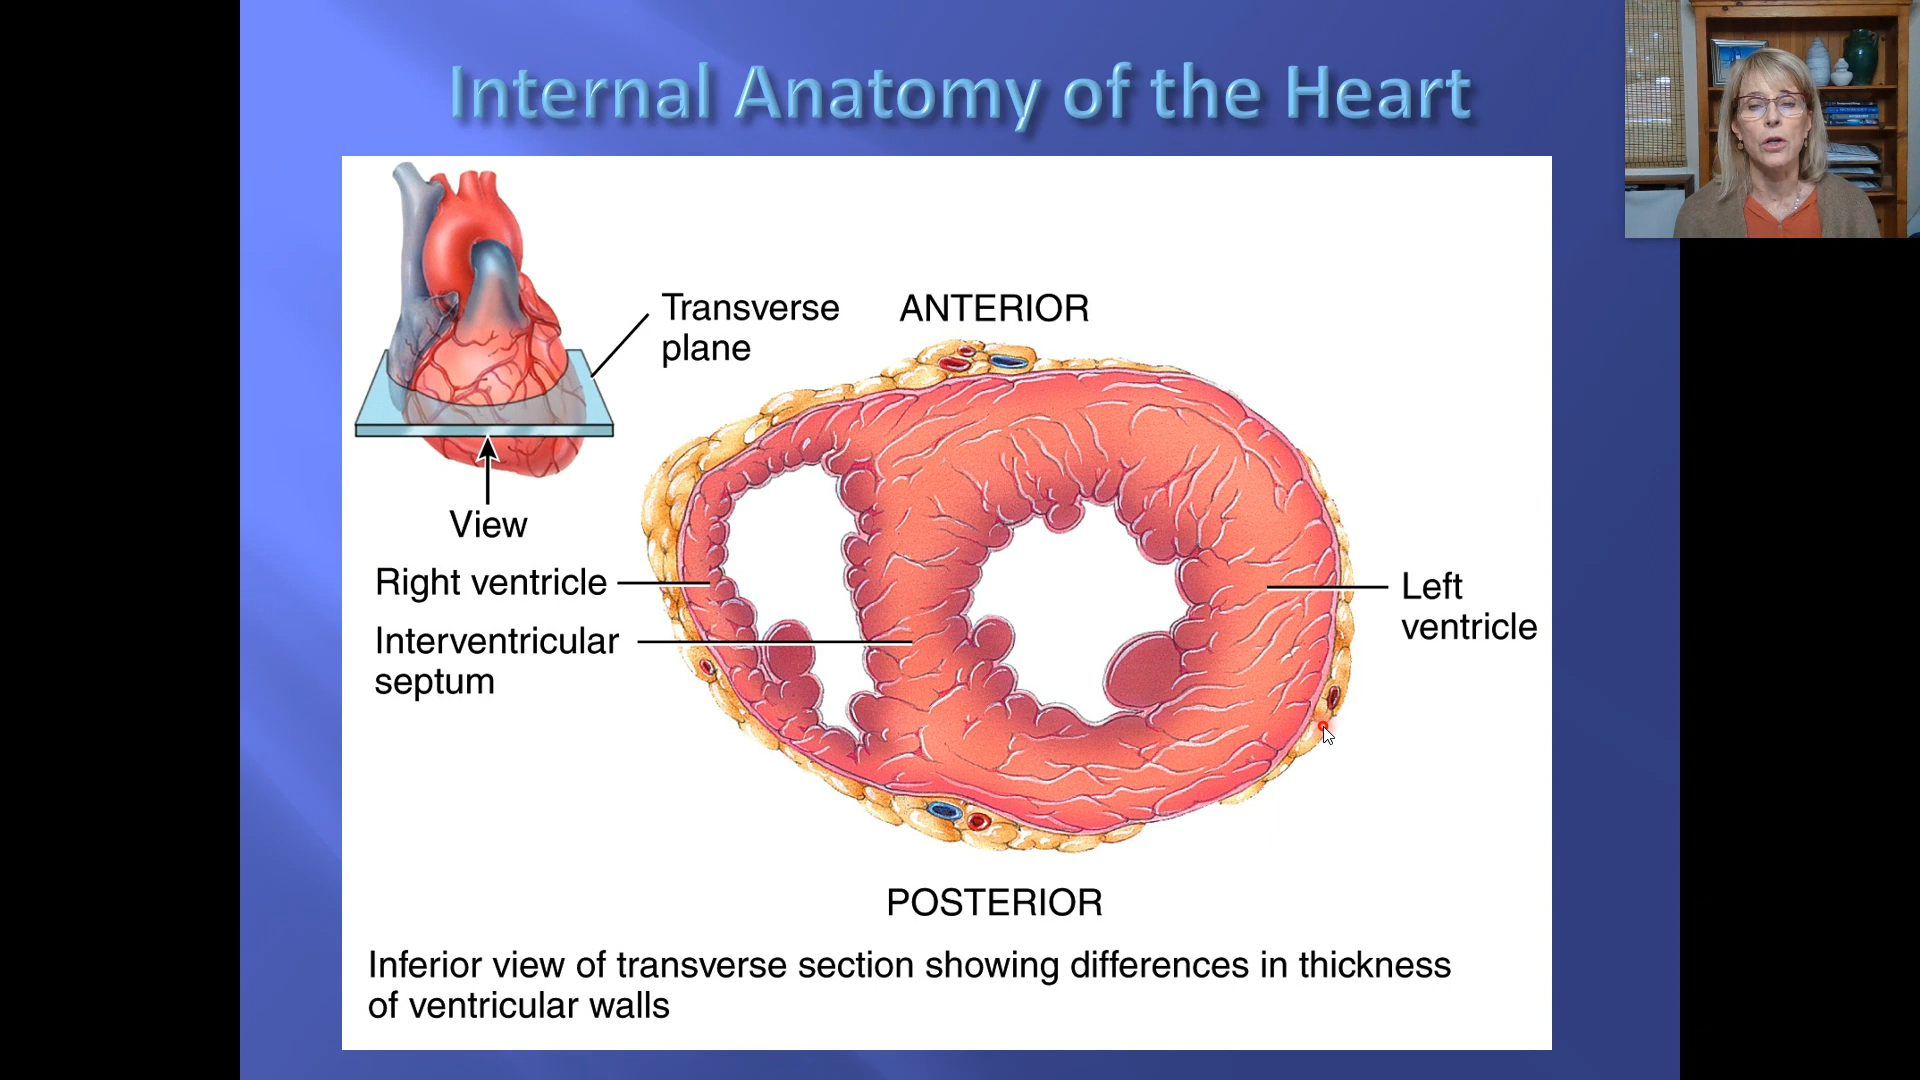 Internal Anatomy of the Heart
Transverse
plane
ANTERIOR
View
Right ventricle
Interventricular
septum
Left
ventricle
POSTERIOR
Inferior view of transverse section showing differences in thickness
of ventricular walls